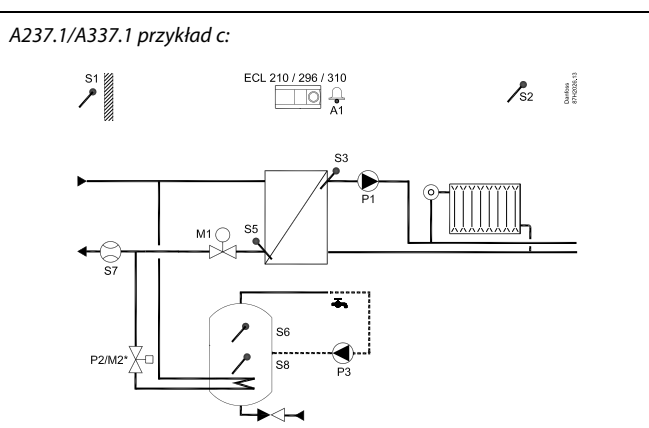 A237.1/A337.1 przykład c:
S1
ECL 210 / 296 / 310
A1
S2
Danfoss
87H2026.13
S3
P1
M1
S5
S7
S6
S8
P2/M2*
P3